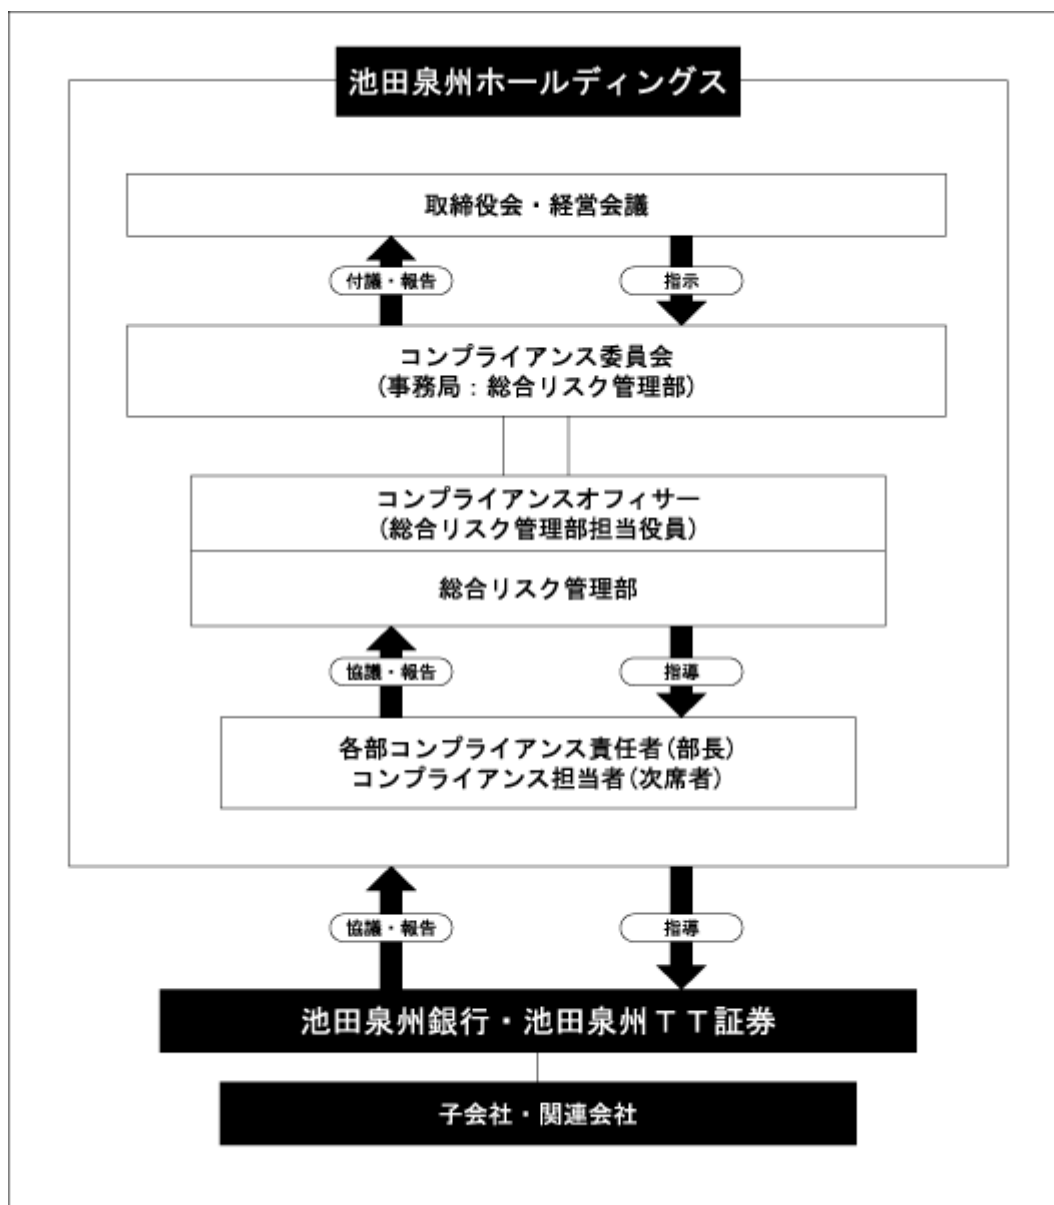 池田泉州ホールディングス
取締役会・経営会議
付議・報告
指示
コンプライアンス委員会
(事務局：総合リスク管理部)
コンプライアンスオフィサー
(総合リスク管理部担当役員)
総合リスク管理部
協議・報告
指導
各部コンプライアンス責任者(部長)
コンプライアンス担当者(次席者)
協議・報告
指導
池田泉州銀行・池田泉州ＴＴ証券
子会社・関連会社